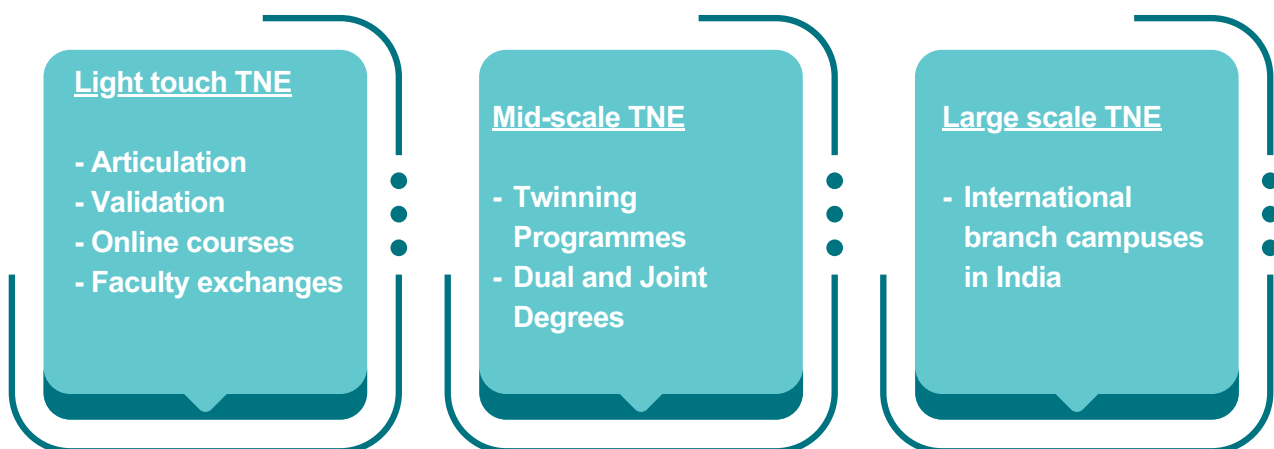 Light touch TNE
- Articulation
- Validation
- Online courses
- Faculty exchanges
Mid-scale TNE
- Twinning
Programmes
- Dual and Joint
Degrees
Large scale TNE
- International
branch campuses
in India